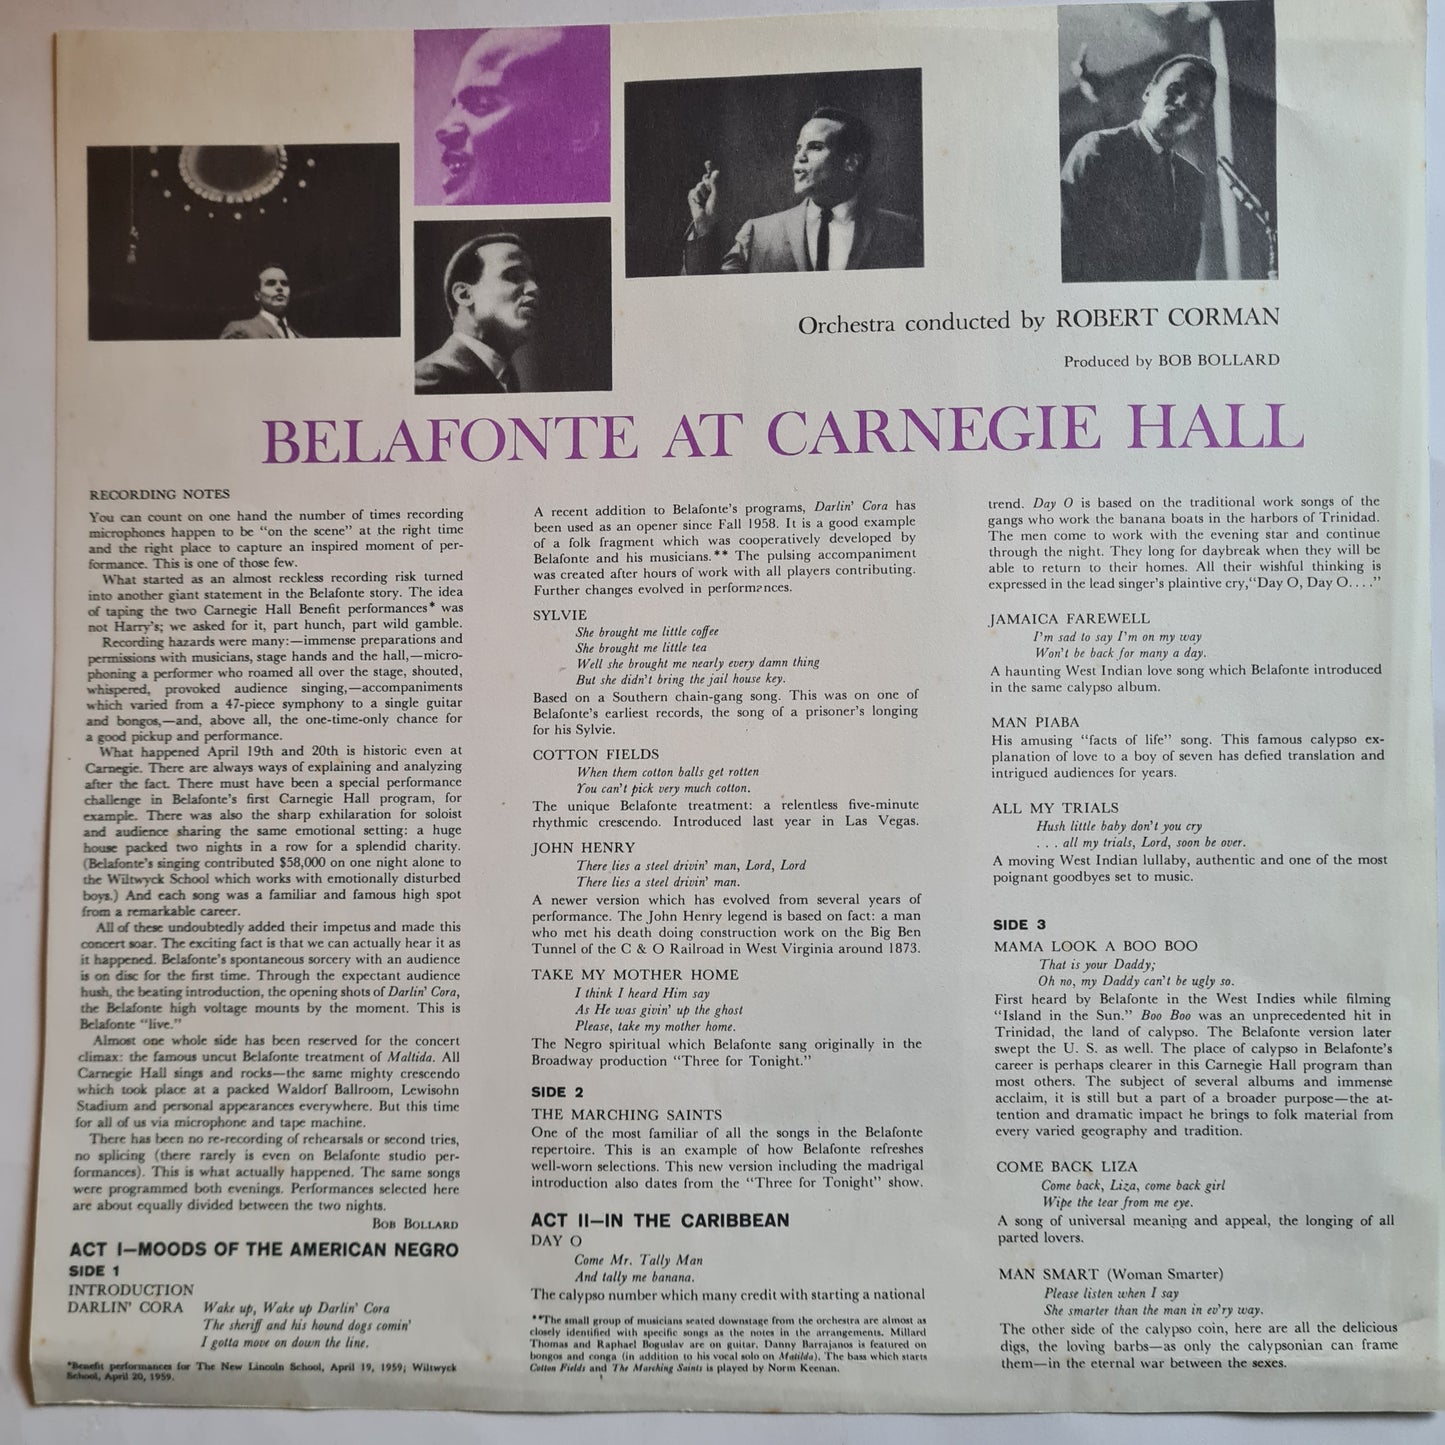 Orchestra conducted by ROBERT CORMAN
Produced by BOB BOLLARD
BELAFONTE AT CARNEGIE HALL
RECORDING NOTES
You can count on one hand the number of times recording
microphones happen to be “on the scene” at the right time
and the right place to capture an inspired moment of per-
formance. This is one of those few.
What started as an almost reckless recording risk turned
into another giant statement in the Belafonte story. The idea
of taping the two Carnegie Hall Benefit performances* was
not Harry's; we asked for it, part hunch, part wild gamble.
Recording hazards were many:—immense preparations and
permissions with musicians, stage hands and the hall,—micro-
phoning a performer who roamed all over the stage, shouted,
whispered, provoked audience singing,—accompaniments
which varied from a 47-piece symphony to a single guitar
and bongos,—and, above all, the one-time-only chance for
a good pickup and performance.
What happened April 19th and 20th is historic even at
Carnegie. There are always ways of explaining and analyzing
after the fact. There must have been a special performance
challenge in Belafonte's first Carnegie Hall program, for
example. There was also the sharp exhilaration for soloist
and audience sharing the same emotional setting: a huge
house packed two nights in a row for a splendid charity.
(Belafonte's singing contributed $58,000 on one night alone to
the Wiltwyck School which works with emotionally disturbed
boys.) And each song was a familiar and famous high spot
from a remarkable career.
All of these undoubtedly added their impetus and made this
concert soar. The exciting fact is that we can actually hear it as
it happened. Belafonte's spontaneous sorcery with an audience
is on disc for the first time. Through the expectant audience
hush, the beating introduction, the opening shots of Darlin' Cora,
the Belafonte high voltage mounts by the moment. This is
Belafonte “live.”
Almost one whole side has been reserved for the concert
climax: the famous uncut Belafonte treatment of Maltida. All
Carnegie Hall sings and rocks—the same mighty crescendo
which took place at a packed Waldorf Ballroom, Lewisohn
Stadium and personal appearances everywhere. But this time
for all of us via microphone and tape machine.
There has been no re-recording of rehearsals or second tries,
no splicing (there rarely is even on Belafonte studio per-
formances). This is what actually happened. The same songs
were programmed both evenings. Performances selected here
are about equally divided between the two nights.
BOB BOLLARD
ACT I—MOODS OF THE AMERICAN NEGRO
SIDE 1
INTRODUCTION
DARLIN' CORA Wake up, Wake up Darlin' Cora
The sheriff and his hound dogs comin'
I gotta move on down the line.
*Benefit performances for The New Lincoln School, April 19, 1959; Wiltwyck
School, April 20, 1959.
A recent addition to Belafonte's programs, Darlin' Cora has
been used as an opener since Fall 1958. It is a good example
of a folk fragment which was cooperatively developed by
Belafonte and his musicians.** The pulsing accompaniment
was created after hours of work with all players contributing.
Further changes evolved in performances.
SYLVIE
She brought me little coffee
She brought me little tea
Well she brought me nearly every damn thing
But she didn't bring the jail house key.
Based on a Southern chain-gang song. This was on one of
Belafonte's earliest records, the song of a prisoner's longing
for his Sylvie.
COTTON FIELDS
When them cotton balls get rotten
You can't pick very much cotton.
The unique Belafonte treatment: a relentless five-minute
rhythmic crescendo. Introduced last year in Las Vegas.
JOHN HENRY
There lies a steel drivin' man, Lord, Lord
There lies a steel drivin' man.
A newer version which has evolved from several years of
performance. The John Henry legend is based on fact: a man
who met his death doing construction work on the Big Ben
Tunnel of the C & O Railroad in West Virginia around 1873.
TAKE MY MOTHER HOME
I think I heard Him say
As He was givin' up the ghost
Please, take my mother home.
The Negro spiritual which Belafonte sang originally in the
Broadway production “Three for Tonight.”
SIDE 2
THE MARCHING SAINTS
One of the most familiar of all the songs in the Belafonte
repertoire. This is an example of how Belafonte refreshes
well-worn selections. This new version including the madrigal
introduction also dates from the “Three for Tonight” show.
ACT II—IN THE CARIBBEAN
DAY O
Come Mr. Tally Man
And tally me banana.
The calypso number which many credit with starting a national
**The small group of musicians seated downstage from the orchestra are almost as
closely identified with specific songs as the notes in the arrangements. Millard
Thomas and Raphael Boguslav are on guitar. Danny Barrajanos is featured on
bongos and conga (in addition to his vocal solo on Matilda). The bass which starts
Cotton Fields and The Marching Saints is played by Norm Keenan.
trend. Day O is based on the traditional work songs of the
gangs who work the banana boats in the harbors of Trinidad.
The men come to work with the evening star and continue
through the night. They long for daybreak when they will be
able to return to their homes. All their wishful thinking is
expressed in the lead singer's plaintive cry,“Day O, Day O. . . .”
JAMAICA FAREWELL
I'm sad to say I'm on my way
Won't be back for many a day.
A haunting West Indian love song which Belafonte introduced
in the same calypso album.
MAN PIABA
His amusing “facts of life” song. This famous calypso ex-
planation of love to a boy of seven has defied translation and
intrigued audiences for years.
ALL MY TRIALS
Hush little baby don't you cry
. . . all my trials, Lord, soon be over.
A moving West Indian lullaby, authentic and one of the most
poignant goodbyes set to music.
SIDE 3
MAMA LOOK A BOO BOO
That is your Daddy;
Oh no, my Daddy can't be ugly so.
First heard by Belafonte in the West Indies while filming
“Island in the Sun.” Boo Boo was an unprecedented hit in
Trinidad, the land of calypso. The Belafonte version later
swept the U. S. as well. The place of calypso in Belafonte's
career is perhaps clearer in this Carnegie Hall program than
most others. The subject of several albums and immense
acclaim, it is still but a part of a broader purpose—the at-
tention and dramatic impact he brings to folk material from
every varied geography and tradition.
COME BACK LIZA
Come back, Liza, come back girl
Wipe the tear from me eye.
A song of universal meaning and appeal, the longing of all
parted lovers.
MAN SMART (Woman Smarter)
Please listen when I say
She smarter than the man in ev'ry way.
The other side of the calypso coin, here are all the delicious
digs, the loving barbs—as only the calypsonian can frame
them—in the eternal war between the sexes.